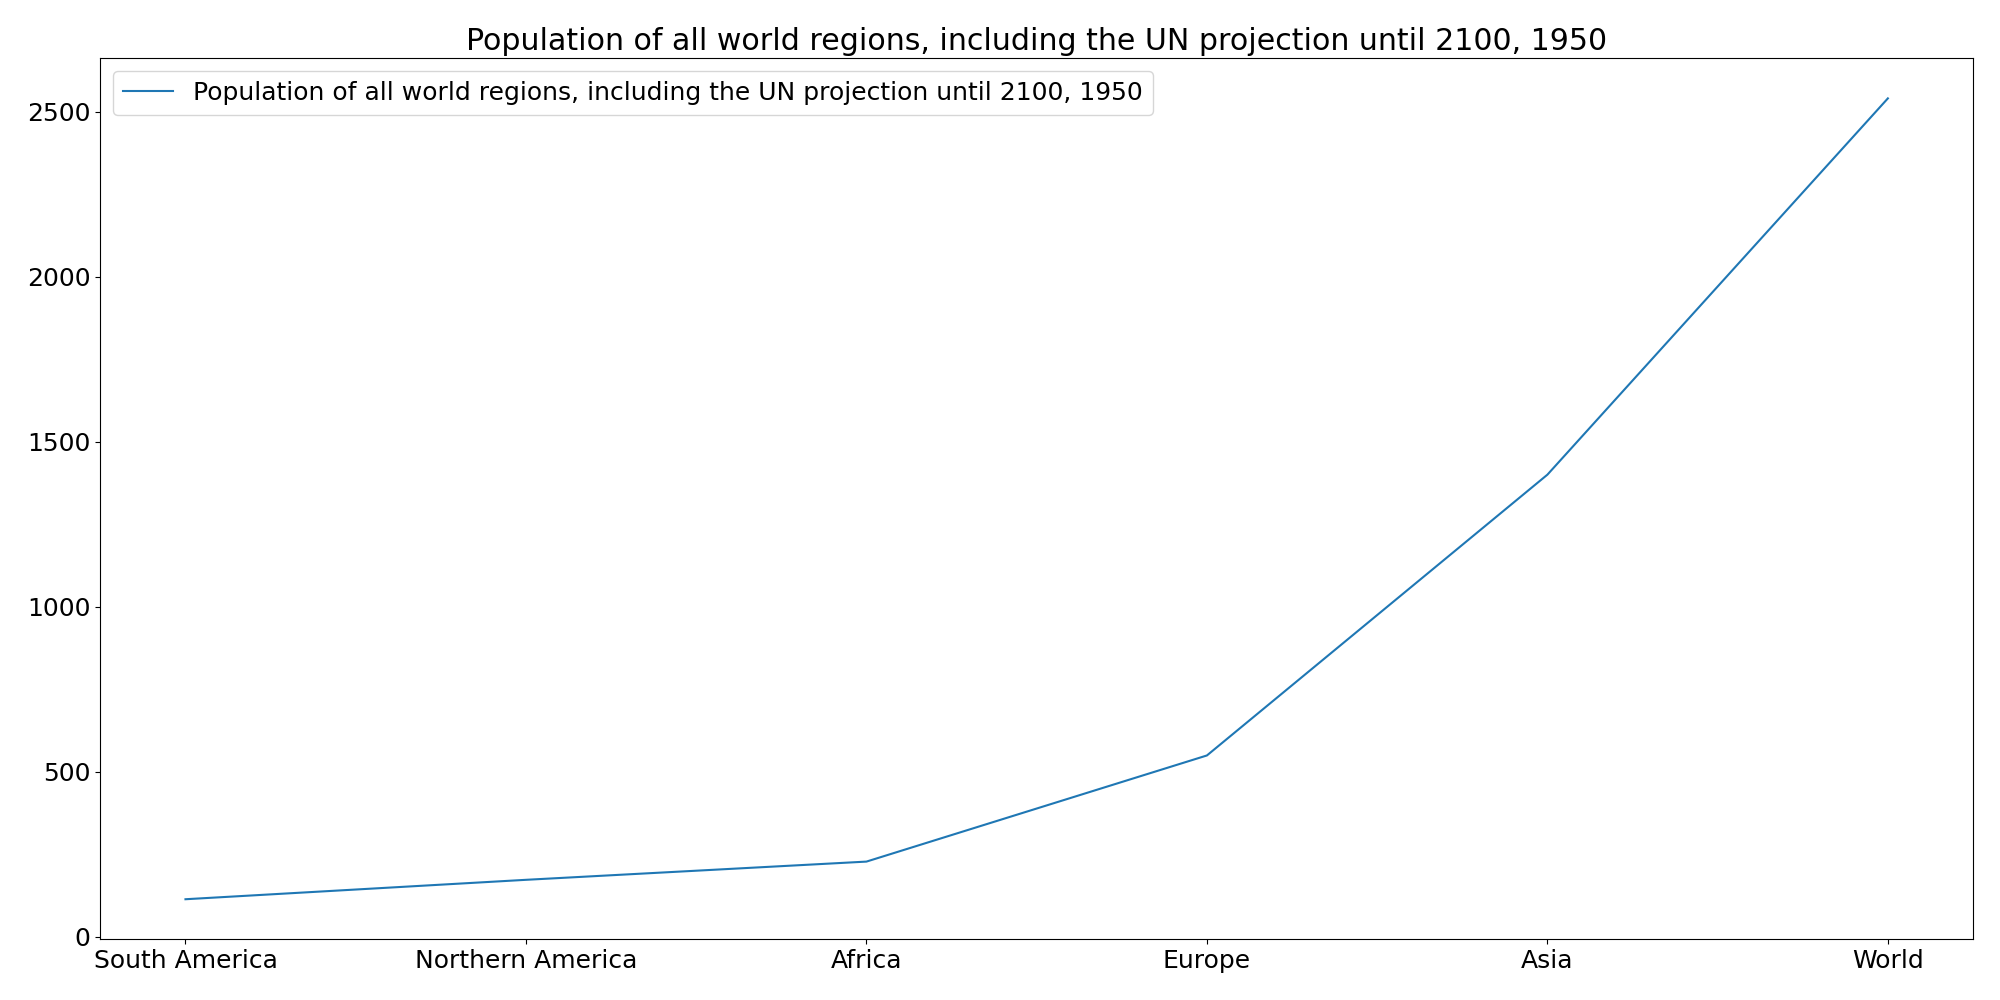 Population of all world regions, including the UN projection until 2100, 1950
Population of all world regions, including the UN projection until 2100, 1950
2500
2000
1500
1000
500
0
South America Northern America Africa Europe Asia World